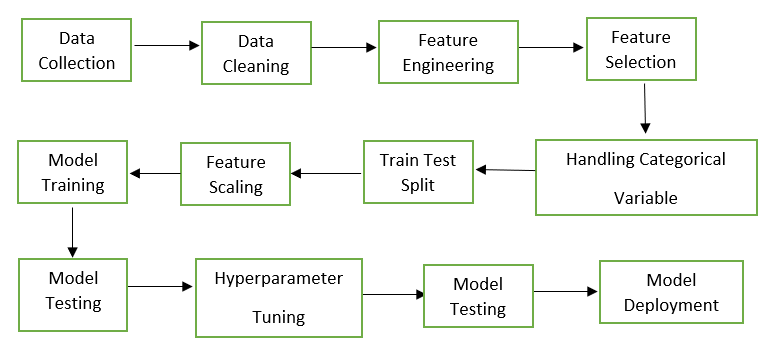 Data
Collection
Data
Cleaning
Feature
Engineering
Feature
Selection
Handling Categorical
Variable
Train Test
Split
Feature
Scaling
Model
Training
Model
Testing
Hyperparameter
Tuning
Model
Testing
Model
Deployment